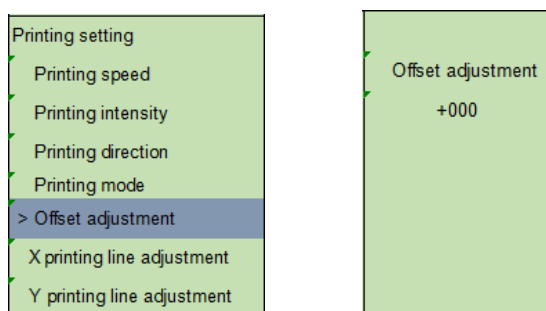 Printing setting
Printing speed
Printing intensity
Printing direction
Printing mode
> Offset adjustment
X printing line adjustment
Y printing line adjustment
Offset adjustment
+000